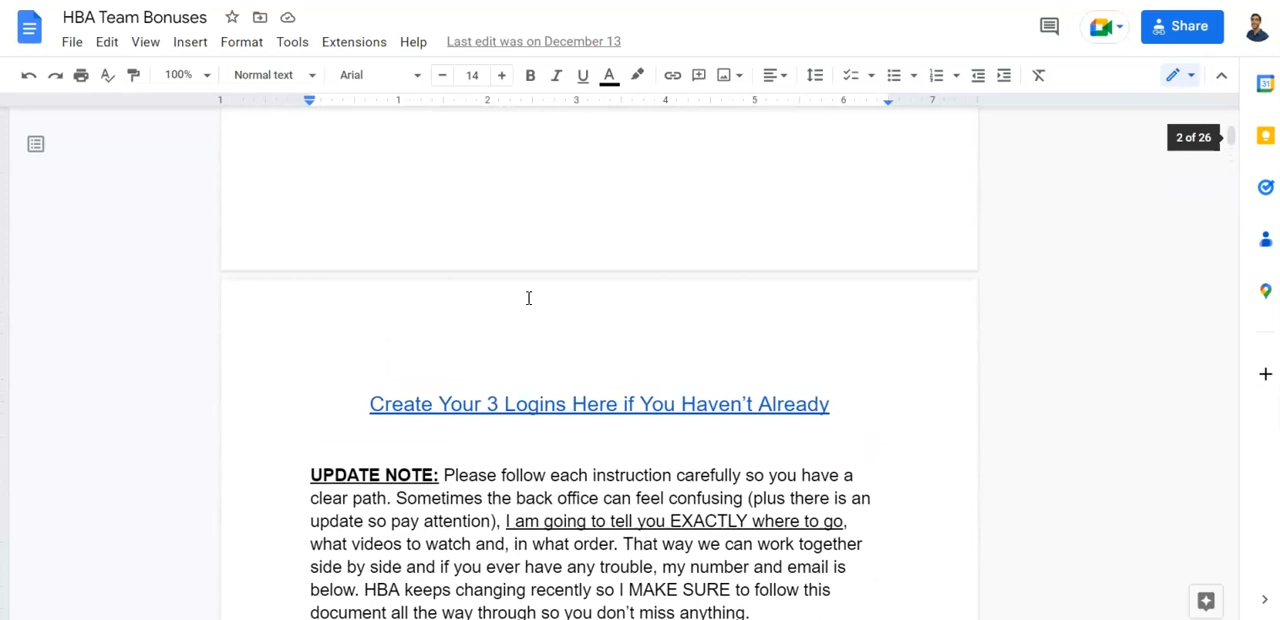 HBA Team Bonuses
Share
File Edit View Insert Format Tools Extensions Help Last edit was on December 13
100% Normal text Arial 14
1 1 2 3 4 5 6 7
31
2 of 26
Create Your 3 Logins Here if You Haven't Already
UPDATE NOTE: Please follow each instruction carefully so you have a
clear path. Sometimes the back office can feel confusing (plus there is an
update so pay attention), I am going to tell you EXACTLY where to go,
what videos to watch and, in what order. That way we can work together
side by side and if you ever have any trouble, my number and email is
below. HBA keeps changing recently so I MAKE SURE to follow this
document all the way through so you don't miss anything.